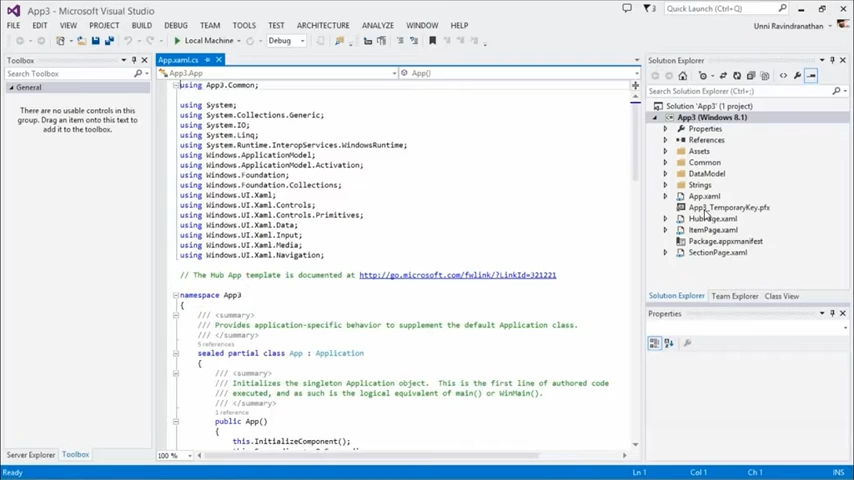 App3 - Microsoft Visual Studio
3
Quick Launch (Ctrl+Q)
FILE EDIT VIEW PROJECT BUILD DEBUG TEAM TOOLS TEST ARCHITECTURE ANALYZE WINDOW HELP
Unni Ravindranathan
Local Machine Debug
Toolbox
Search Toolbox
General
There are no usable controls in this
group. Drag an item onto this text to
add it to the toolbox.
Server Explorer Toolbox
App.xaml.cs
App3.App App()
using App3.Common;
using System;
using System.Collections.Generic;
using System.IO;
using System.Linq;
using System.Runtime.InteropServices.WindowsRuntime;
using Windows.ApplicationModel;
using Windows.ApplicationModel.Activation;
using Windows.Foundation;
using Windows.Foundation.Collections;
using Windows.UI.Xaml;
using Windows.UI.Xaml.Controls;
using Windows.UI.Xaml.Controls.Primitives;
using Windows.UI.Xaml.Data;
using Windows.UI.Xaml.Input;
using Windows.UI.Xaml.Media;
using Windows.UI.Xaml.Navigation;
// The Hub App template is documented at http://go.microsoft.com/fwlink/?LinkId=321221
namespace App3
{
/// <summary>
/// Provides application-specific behavior to supplement the default Application class.
/// </summary>
5 references
sealed partial class App : Application
{
/// <summary>
/// Initializes the singleton Application object.  This is the first line of authored code
/// executed, and as such is the logical equivalent of main() or WinMain().
/// </summary>
1 reference
public App()
{
this.InitializeComponent();
100 %
Solution Explorer
Search Solution Explorer (Ctrl+;)
Solution 'App3' (1 project)
App3 (Windows 8.1)
Properties
References
Assets
Common
DataModel
Strings
App.xaml
App3_TemporaryKey.pfx
HubPage.xaml
ItemPage.xaml
Package.appxmanifest
SectionPage.xaml
Solution Explorer Team Explorer Class View
Properties
Ready Ln 1 Col 1 Ch 1 INS